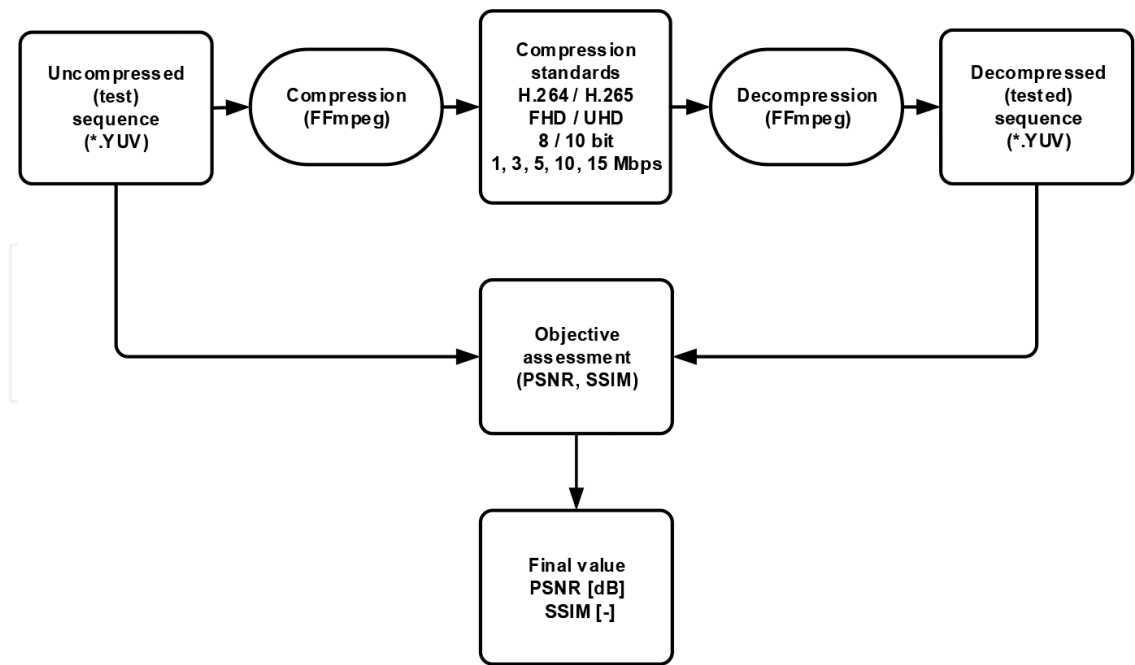 Uncompressed
(test)
sequence
(*.YUV)
Compression
(FFmpeg)
Compression
standards
H.264 / H.265
FHD / UHD
8 / 10 bit
1, 3, 5, 10, 15 Mbps
Decompression
(FFmpeg)
Decompressed
(tested)
sequence
(*.YUV)
Objective
assessment
(PSNR, SSIM)
Final value
PSNR [dB]
SSIM [-]